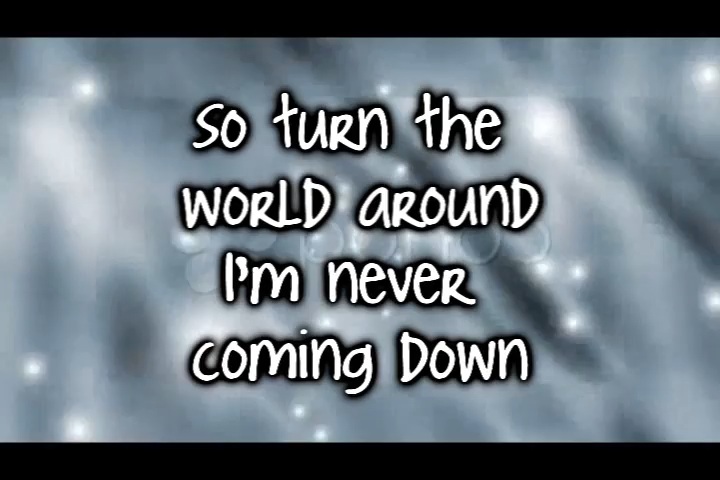 so turn the
world around
I'm never
coming down